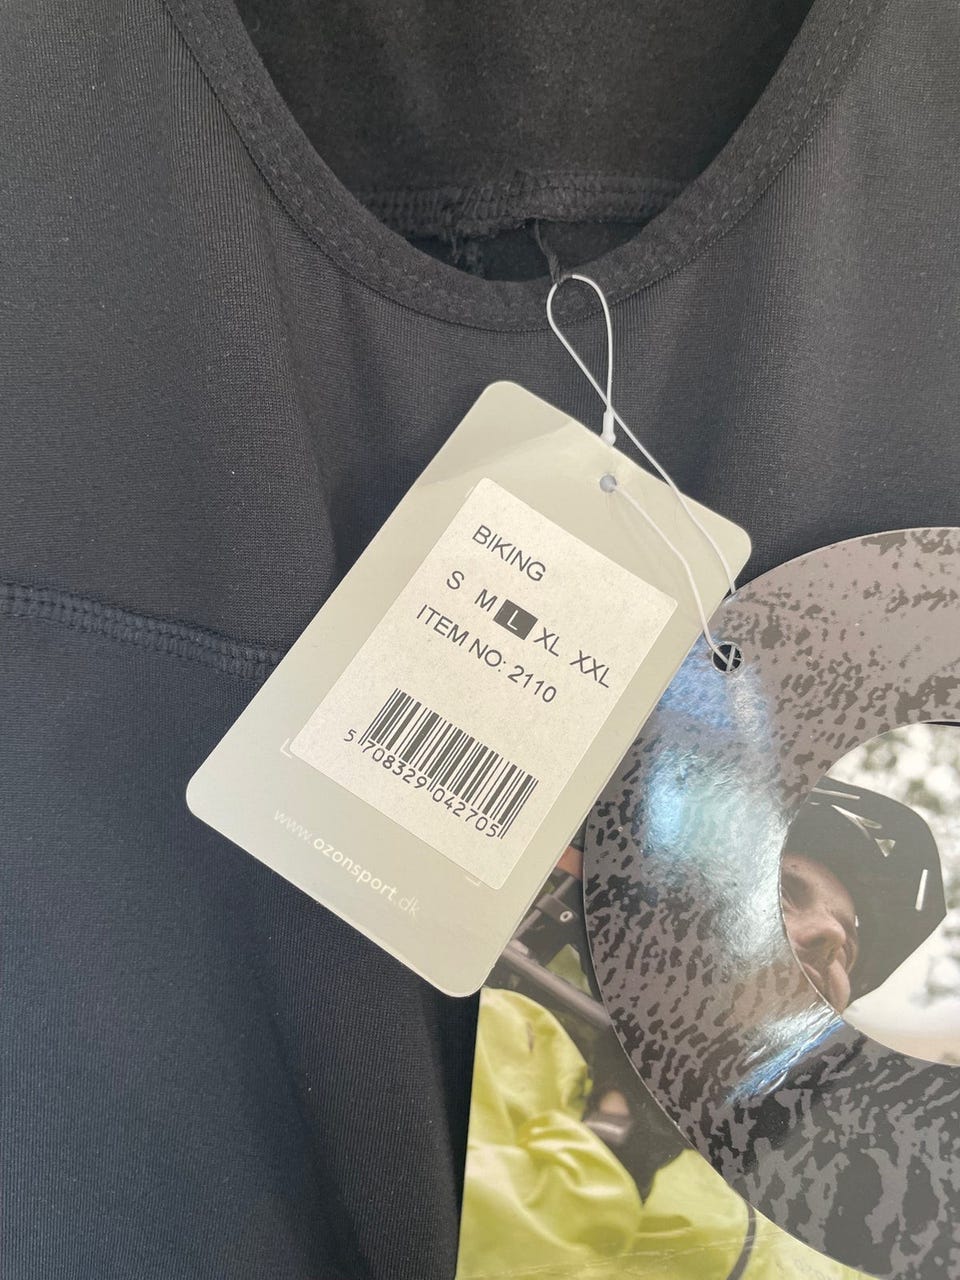 BIKING
S M L XL XXL
ITEM NO: 2110
5 708329 042705
www.ozonsport.dk